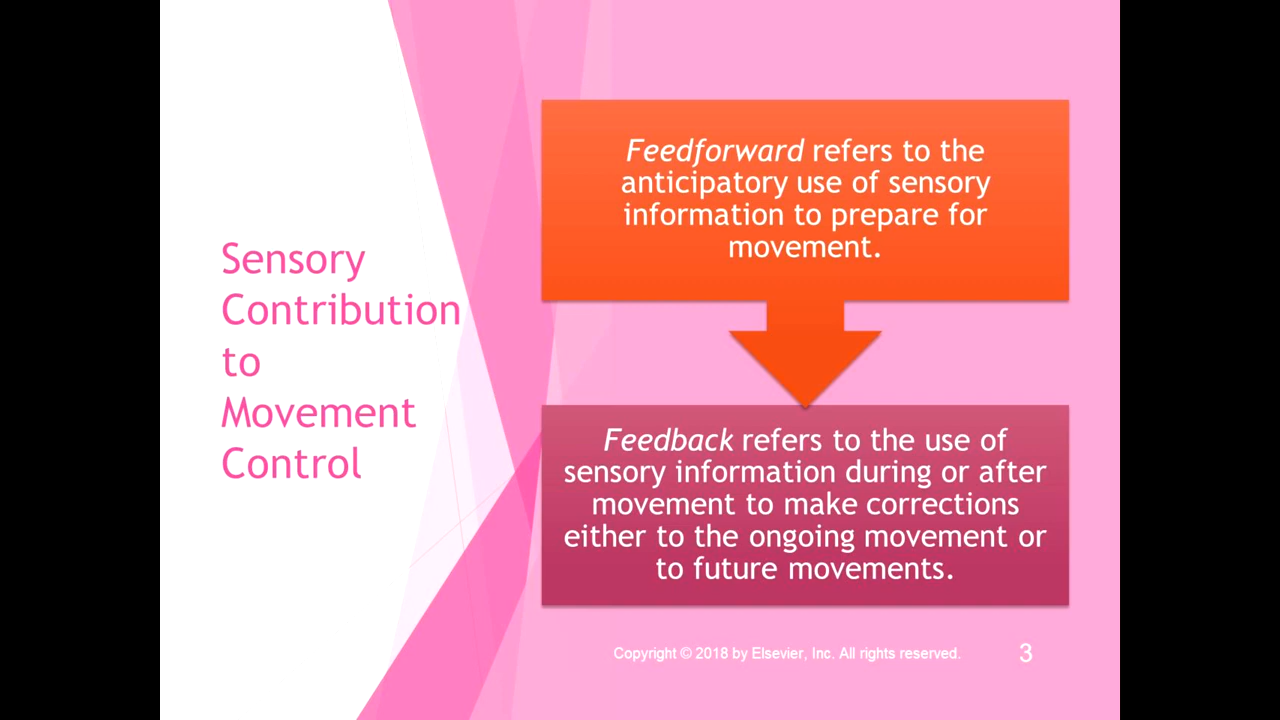 Sensory
Contribution
to
Movement
Control
Feedforward refers to the
anticipatory use of sensory
information to prepare for
movement.
Feedback refers to the use of
sensory information during or after
movement to make corrections
either to the ongoing movement or
to future movements.
Copyright © 2018 by Elsevier, Inc. All rights reserved.
3